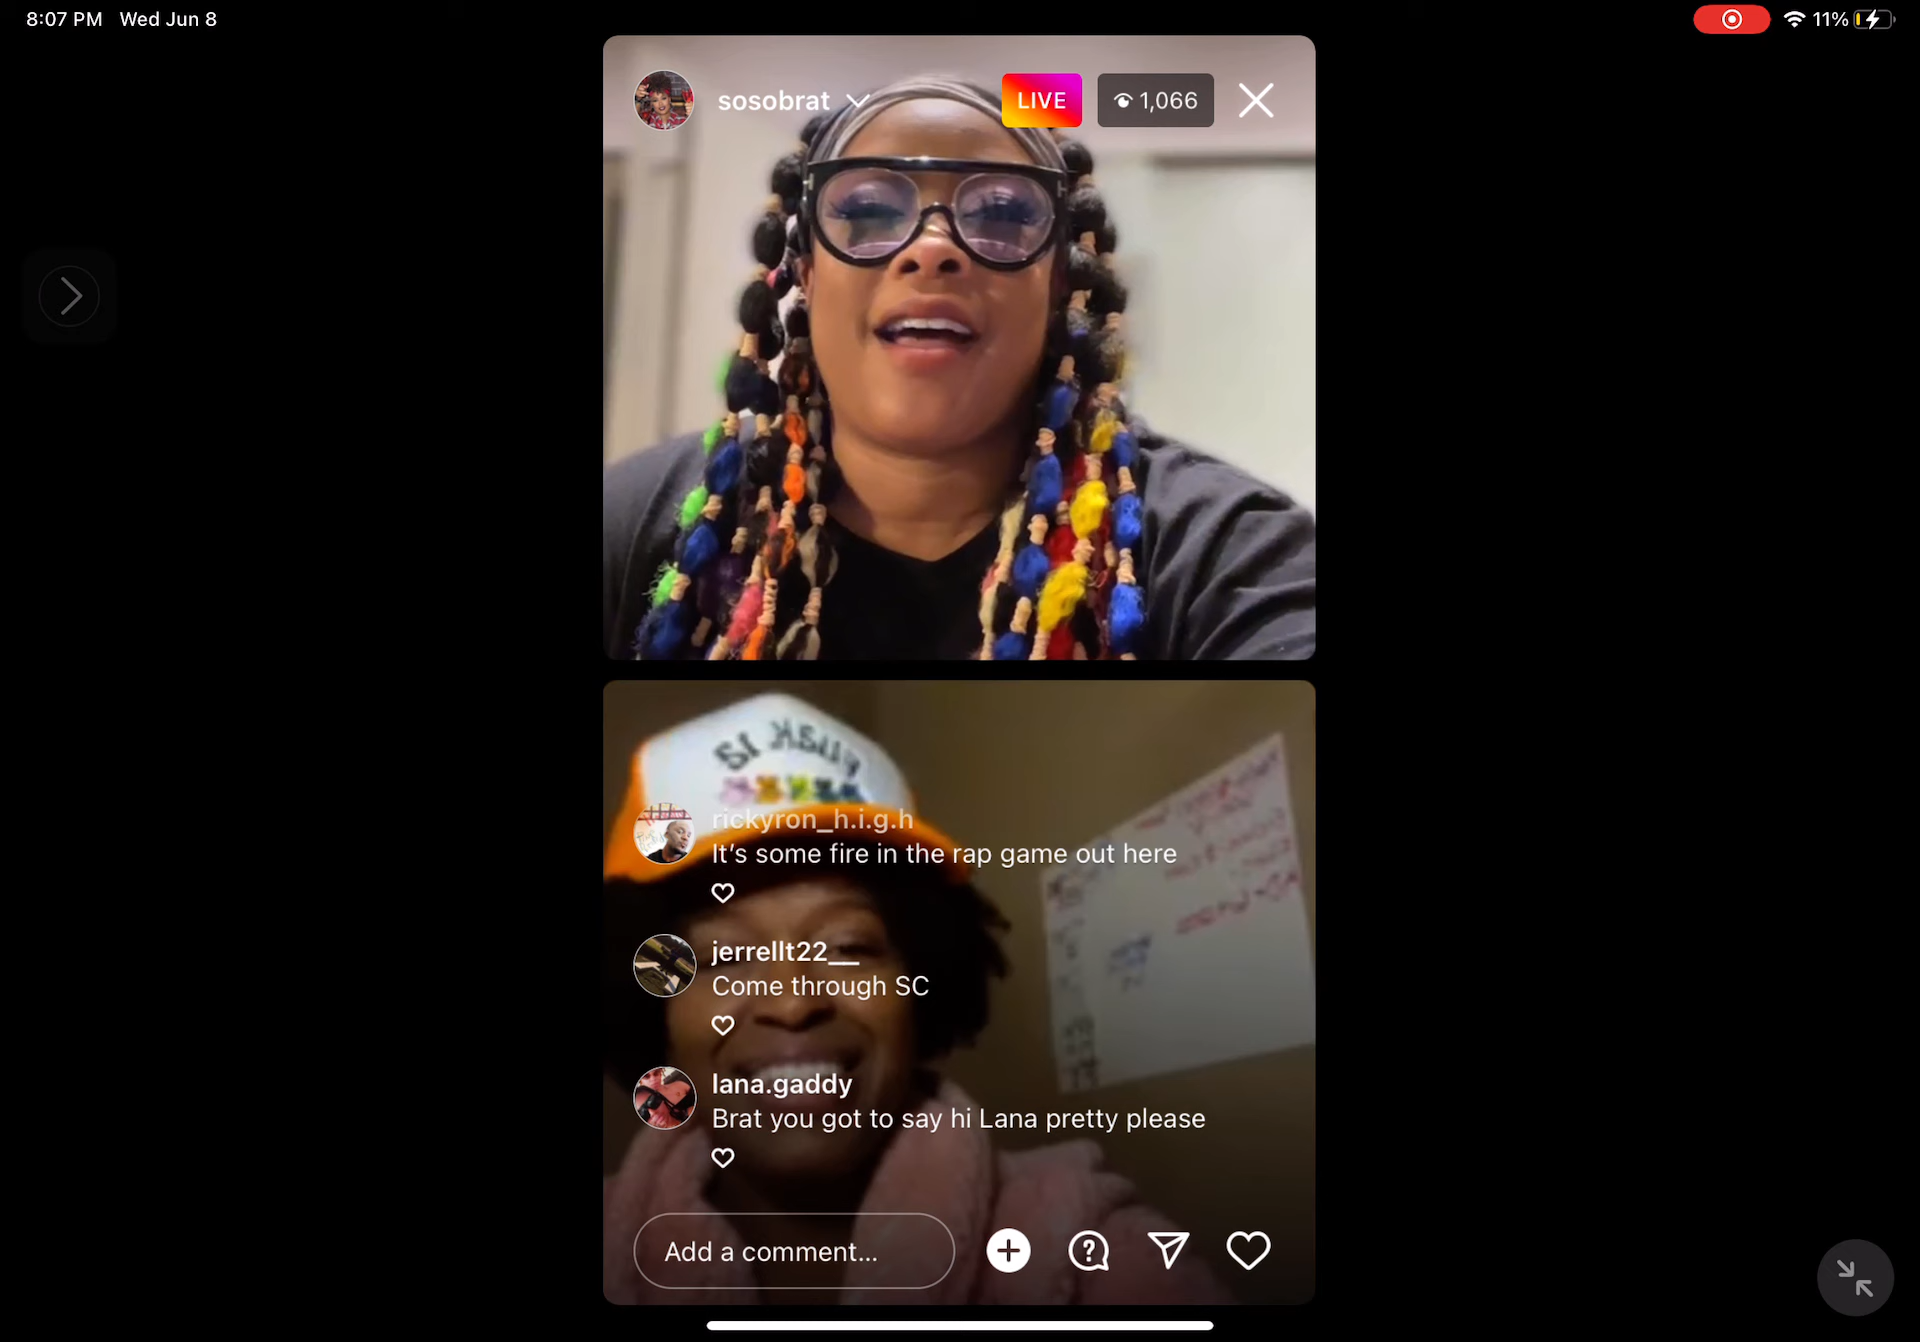 8:07 PM Wed Jun 8
11%
sosobrat
LIVE
1,066
rickyron_h.i.g.h
It's some fire in the rap game out here
jerrellt22__
Come through SC
lana.gaddy
Brat you got to say hi Lana pretty please
Add a comment...